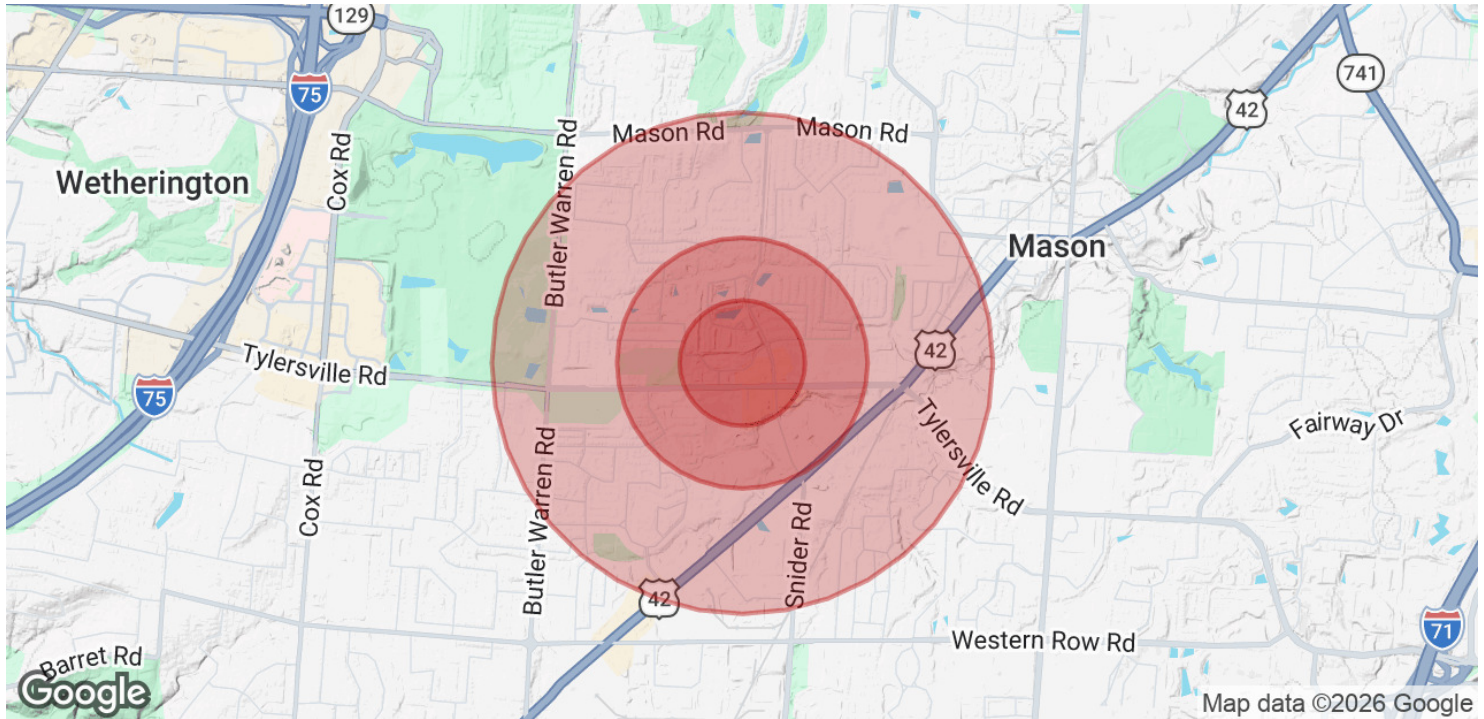 129
75
741
42
Mason Rd
Mason Rd
Butler Warren Rd
Cox Rd
Wetherington
Mason
42
Tylersville Rd
75
Tylersville Rd
Fairway Dr
Cox Rd
Butler Warren Rd
Snider Rd
42
71
Western Row Rd
Barret Rd
Google
Map data ©2026 Google